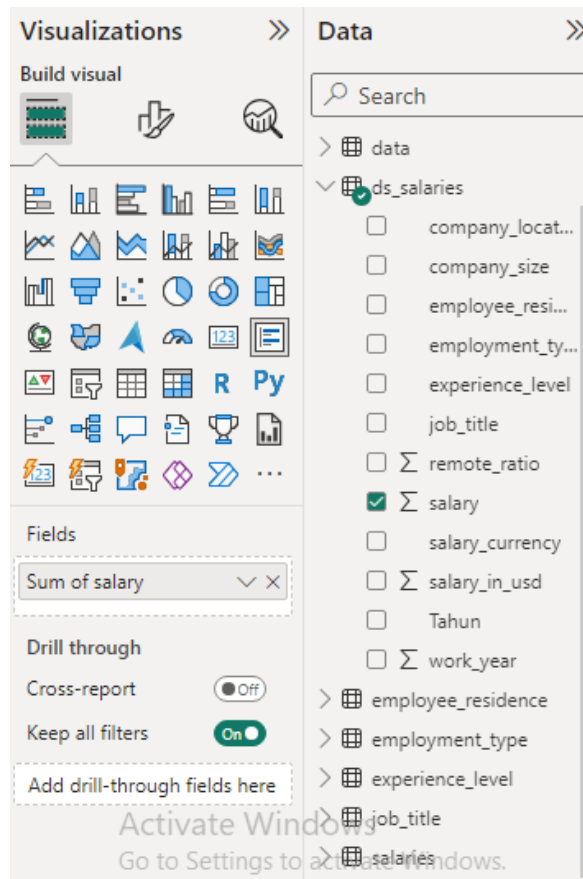 Visualizations
Build visual
123
R
Py
123
Fields
Sum of salary
Drill through
Cross-report
Off
Keep all filters
On
Add drill-through fields here
Data
Search
data
ds_salaries
company_locat...
company_size
employee_resi...
employment_ty...
experience_level
job_title
∑ remote_ratio
∑ salary
salary_currency
∑ salary_in_usd
Tahun
∑ work_year
employee_residence
employment_type
experience_level
job_title
salaries
Activate Windows
Go to Settings to activate Windows.